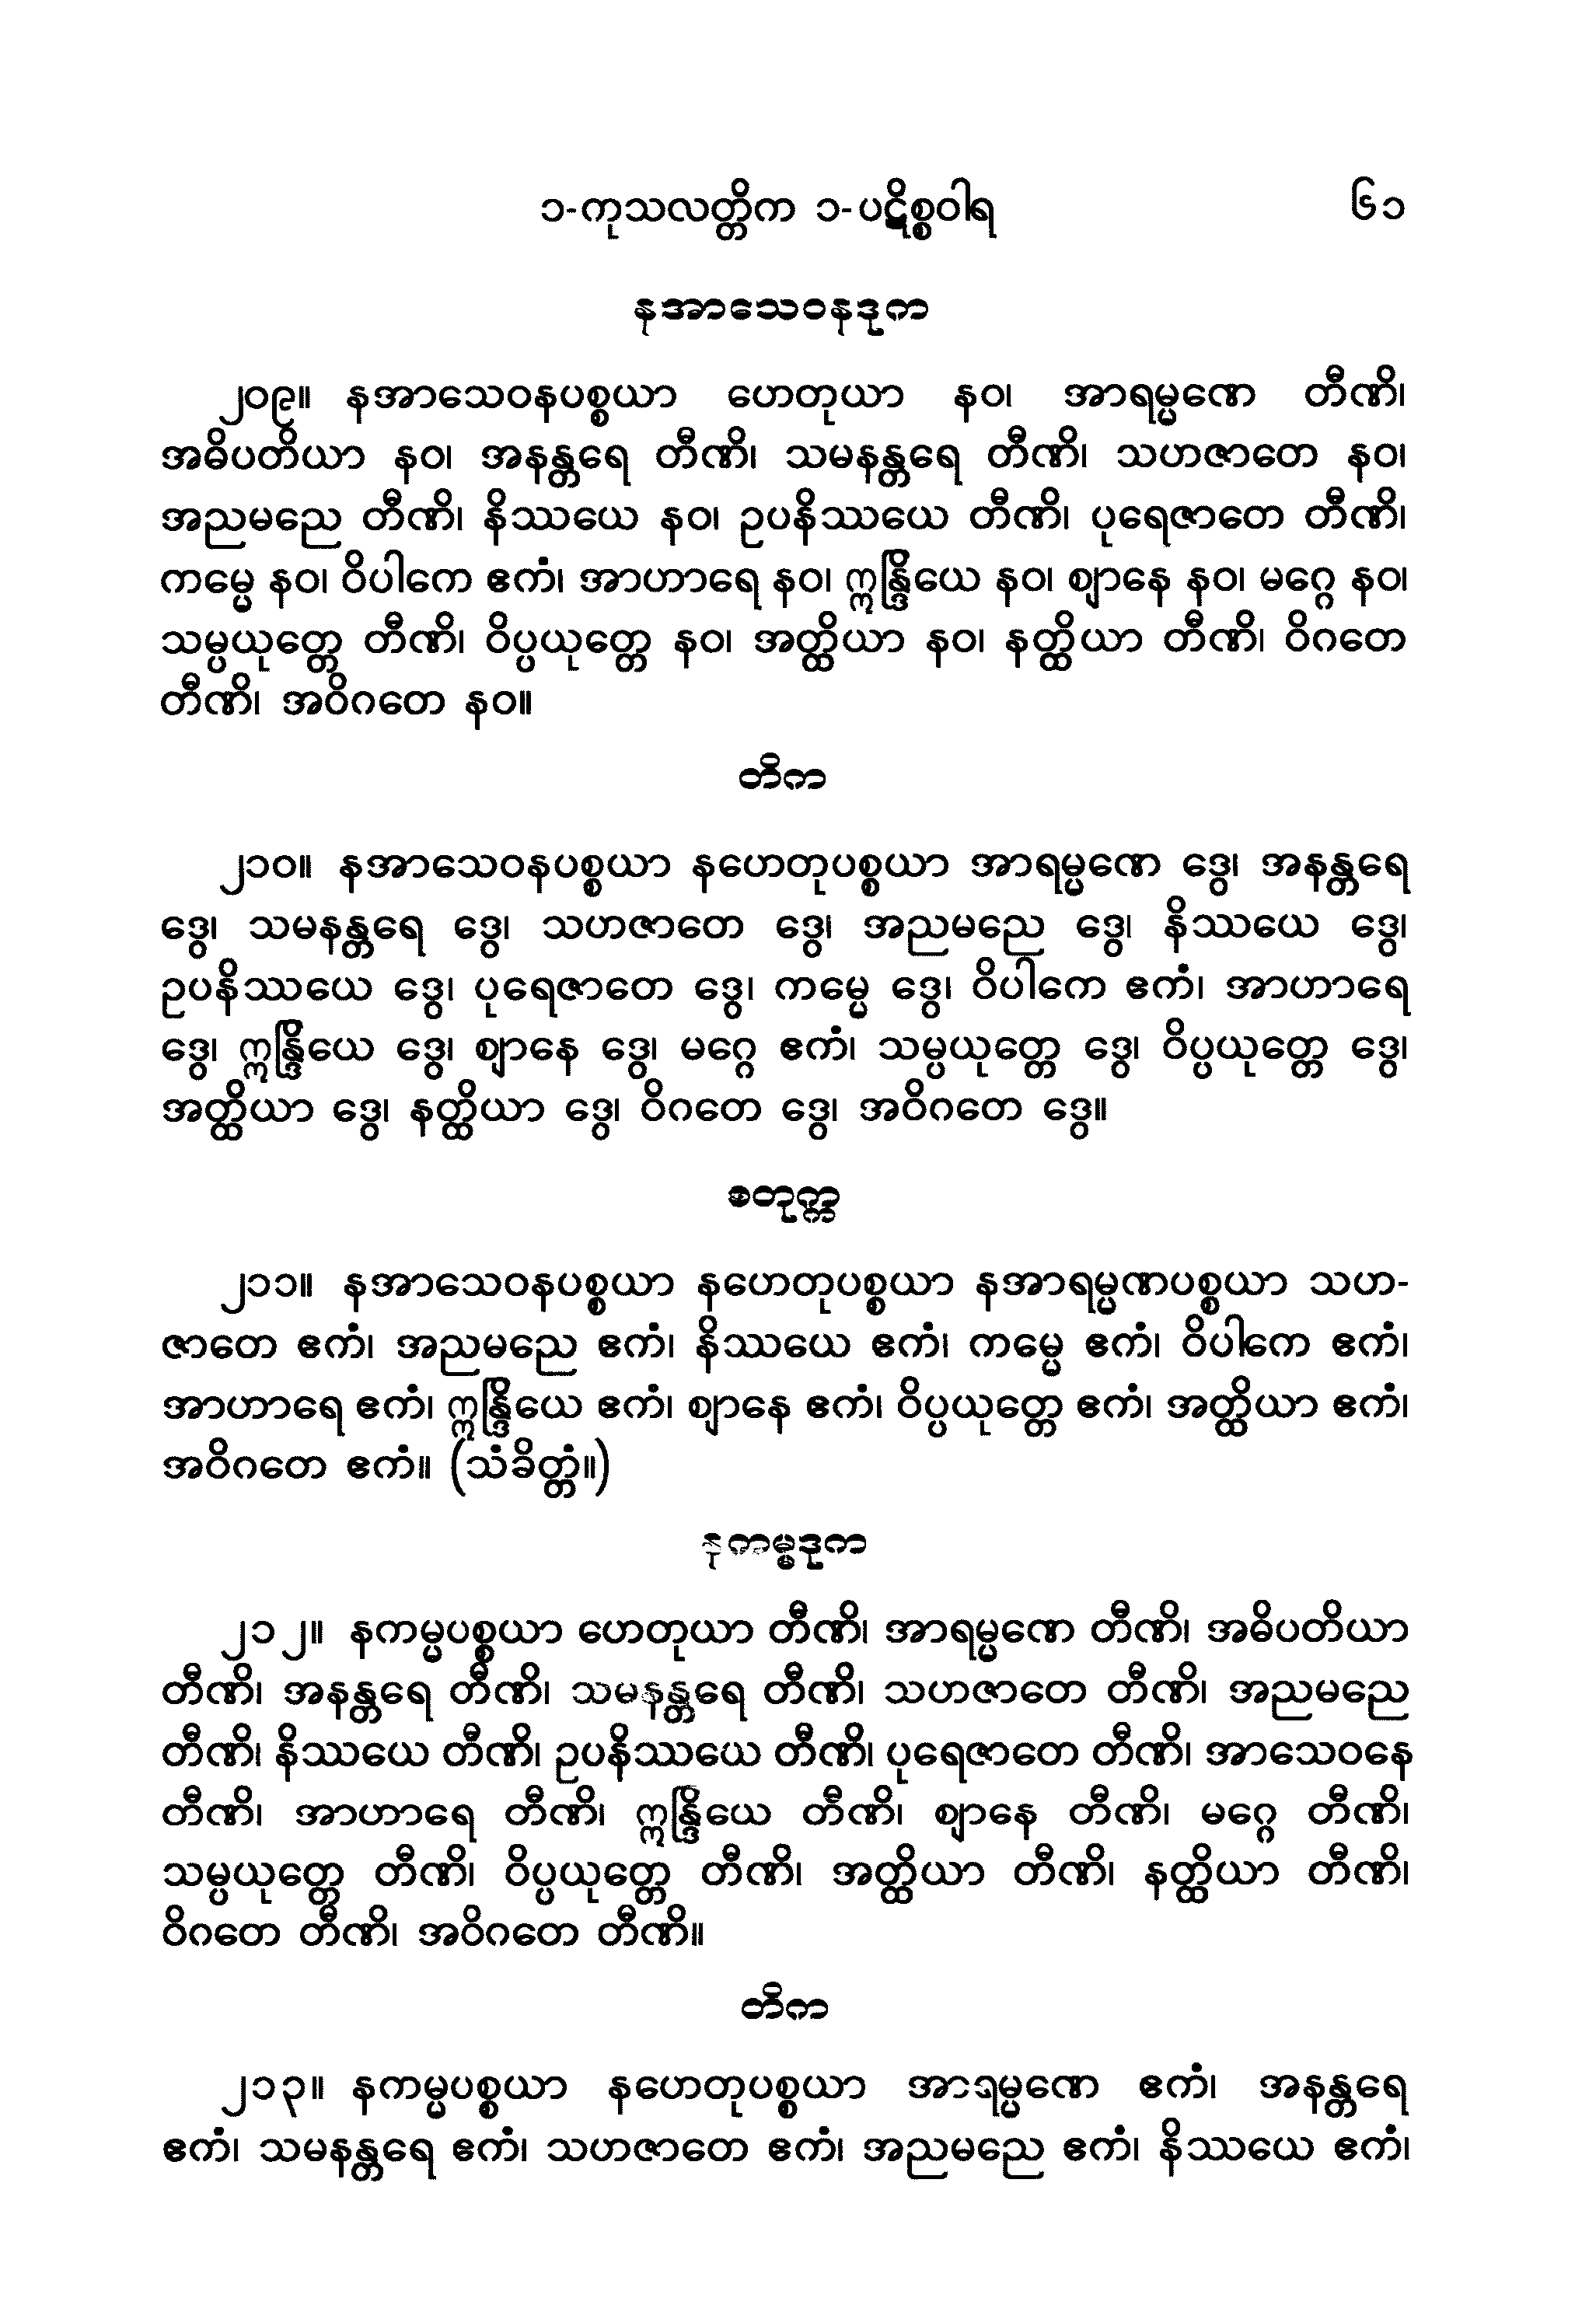 ၁-ကုသလတ္တိက ၁-ပဋိစ္စဝါရ ၆၁
နအာသေဝနဒုက
၂၀၉။ နအာသေဝနပစ္စယာ ဟေတုယာ နဝ၊ အာရမ္မဏေ တီဏိ၊
အဓိပတိယာ နဝ၊ အနန္တရေ တီဏိ၊ သမနန္တရေ တီဏိ၊ သဟဇာတေ နဝ၊
အညမညေ တီဏိ၊ နိဿယေ နဝ၊ ဥပနိဿယေ တီဏိ၊ ပုရေဇာတေ တီဏိ၊
ကမ္မေ နဝ၊ ဝိပါကေ ဧကံ၊ အာဟာရေ နဝ၊ ဣန္ဒြိယေ နဝ၊ ဈာနေ နဝ၊ မဂ္ဂေ နဝ၊
သမ္ပယုတ္တေ တီဏိ၊ ဝိပ္ပယုတ္တေ နဝ၊ အတ္ထိယာ နဝ၊ နတ္ထိယာ တီဏိ၊ ဝိဂတေ
တီဏိ၊ အဝိဂတေ နဝ။
တိက
၂၁၀။ နအာသေဝနပစ္စယာ နဟေတုပစ္စယာ အာရမ္မဏေ ဒွေ၊ အနန္တရေ
ဒွေ၊ သမနန္တရေ ဒွေ၊ သဟဇာတေ ဒွေ၊ အညမညေ ဒွေ၊ နိဿယေ ဒွေ၊
ဥပနိဿယေ ဒွေ၊ ပုရေဇာတေ ဒွေ၊ ကမ္မေ ဒွေ၊ ဝိပါကေ ဧကံ၊ အာဟာရေ
ဒွေ၊ ဣန္ဒြိယေ ဒွေ၊ ဈာနေ ဒွေ၊ မဂ္ဂေ ဧကံ၊ သမ္ပယုတ္တေ ဒွေ၊ ဝိပ္ပယုတ္တေ ဒွေ၊
အတ္ထိယာ ဒွေ၊ နတ္ထိယာ ဒွေ၊ ဝိဂတေ ဒွေ၊ အဝိဂတေ ဒွေ။
စတုက္က
၂၁၁။ နအာသေဝနပစ္စယာ နဟေတုပစ္စယာ နအာရမ္မဏပစ္စယာ သဟ-
ဇာတေ ဧကံ၊ အညမညေ ဧကံ၊ နိဿယေ ဧကံ၊ ကမ္မေ ဧကံ၊ ဝိပါကေ ဧကံ၊
အာဟာရေ ဧကံ၊ ဣန္ဒြိယေ ဧကံ၊ ဈာနေ ဧကံ၊ ဝိပ္ပယုတ္တေ ဧကံ၊ အတ္ထိယာ ဧကံ၊
အဝိဂတေ ဧကံ။ (သံခိတ္တံ။)
နကမ္မဒုက
၂၁၂။ နကမ္မပစ္စယာ ဟေတုယာ တီဏိ၊ အာရမ္မဏေ တီဏိ၊ အဓိပတိယာ
တီဏိ၊ အနန္တရေ တီဏိ၊ သမနန္တရေ တီဏိ၊ သဟဇာတေ တီဏိ၊ အညမညေ
တီဏိ၊ နိဿယေ တီဏိ၊ ဥပနိဿယေ တီဏိ၊ ပုရေဇာတေ တီဏိ၊ အာသေဝနေ
တီဏိ၊ အာဟာရေ တီဏိ၊ ဣန္ဒြိယေ တီဏိ၊ ဈာနေ တီဏိ၊ မဂ္ဂေ တီဏိ၊
သမ္ပယုတ္တေ တီဏိ၊ ဝိပ္ပယုတ္တေ တီဏိ၊ အတ္ထိယာ တီဏိ၊ နတ္ထိယာ တီဏိ၊
ဝိဂတေ တီဏိ၊ အဝိဂတေ တီဏိ။
တိက
၂၁၃။ နကမ္မပစ္စယာ နဟေတုပစ္စယာ အာရမ္မဏေ ဧကံ၊ အနန္တရေ
ဧကံ၊ သမနန္တရေ ဧကံ၊ သဟဇာတေ ဧကံ၊ အညမညေ ဧကံ၊ နိဿယေ ဧကံ၊